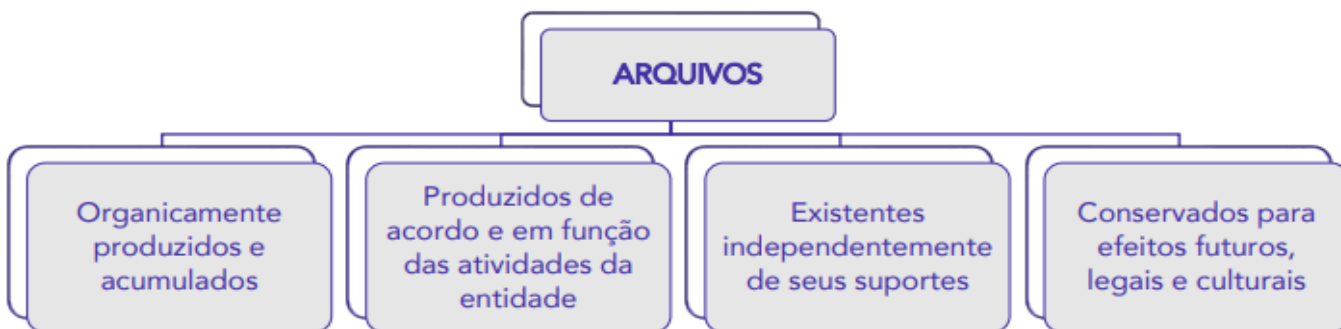 ARQUIVOS
Organicamente
produzidos e
acumulados
Produzidos de
acordo e em função
das atividades da
entidade
Existentes
independentemente
de seus suportes
Conservados para
efeitos futuros,
legais e culturais